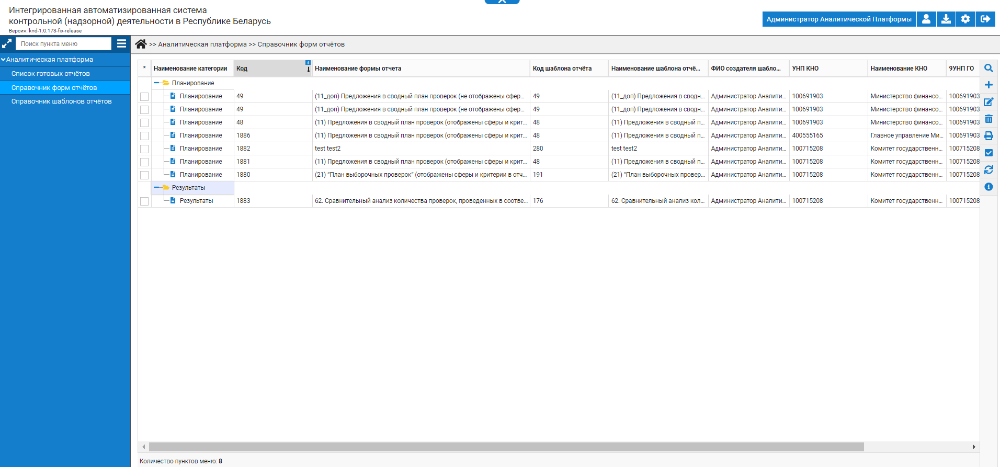 Интегрированная автоматизированная система
контрольной (надзорной) деятельности в Республике Беларусь
Версия: knd-1.0.173-fix-release
Администратор Аналитической Платформы
Поиск пункта меню
>> Аналитическая платформа >> Справочник форм отчётов
Аналитическая платформа
Список готовых отчётов
Справочник форм отчётов
Справочник шаблонов отчётов
* Наименование категории Код 1 Наименование формы отчета Код шаблона отчёта Наименование шаблона отчё... ФИО создателя шабло... УНП КНО Наименование КНО 9УНП ГО
Планирование
Планирование 49 (11_доп) Предложения в сводный план проверок (не отображены сфер... 49 (11_доп) Предложения в сводн... Администратор Аналити... 100691903 Министерство финансо... 100691903
Планирование 49 (11_доп) Предложения в сводный план проверок (не отображены сфер... 49 (11_доп) Предложения в сводн... Администратор Аналити... 100691903 Министерство финансо... 100691903
Планирование 48 (11) Предложения в сводный план проверок (отображены сферы и крит... 48 (11) Предложения в сводный п... Администратор Аналити... 100691903 Министерство финансо... 100691903
Планирование 1886 (11) Предложения в сводный план проверок (отображены сферы и крит... 48 (11) Предложения в сводный п... Администратор Аналити... 400555165 Главное управление Ми... 100691903
Планирование 1882 test test2 280 test test2 Администратор Аналити... 100715208 Комитет государственн... 100715208
Планирование 1881 (11) Предложения в сводный план проверок (отображены сферы и крит... 48 (11) Предложения в сводный п... Администратор Аналити... 100715208 Комитет государственн... 100715208
Планирование 1880 (21) “План выборочных проверок“ (отображены сферы и критерии в отч... 191 (21) “План выборочных провер... Администратор Аналити... 100715208 Комитет государственн... 100715208
Результаты
Результаты 1883 62. Сравнительный анализ количества проверок, проведенных в соотве... 176 62. Сравнительный анализ кол... Администратор Аналити... 100715208 Комитет государственн... 100715208
Количество пунктов меню: 8